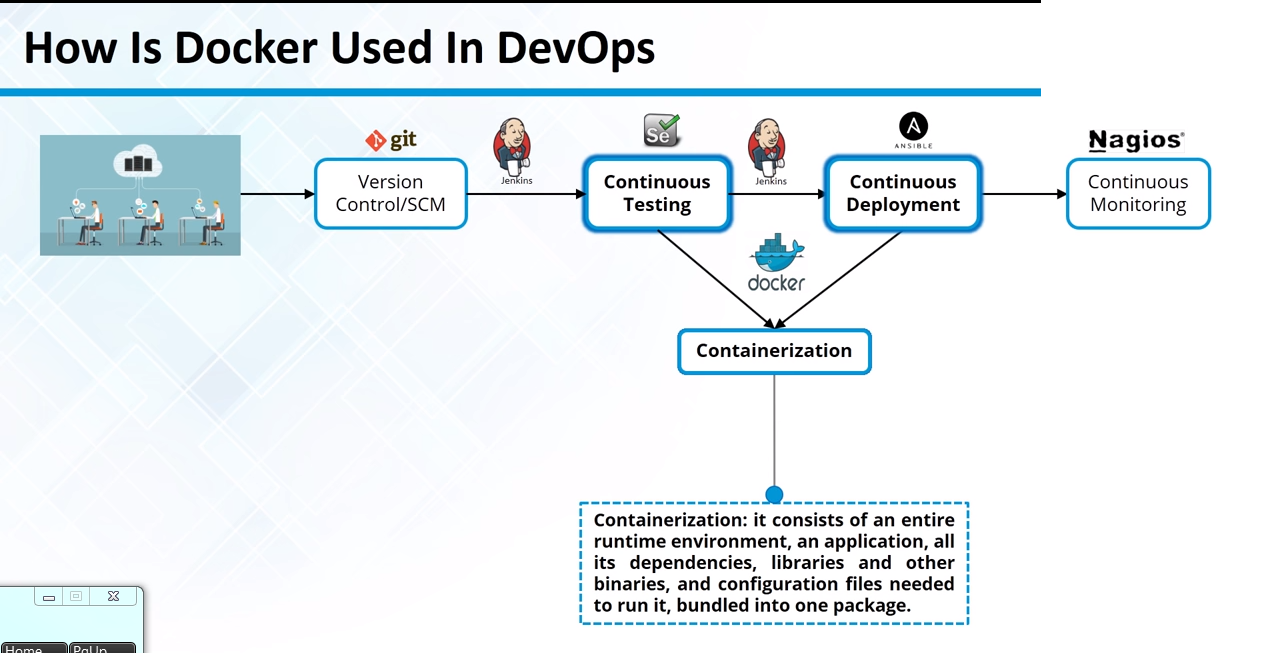 How Is Docker Used In DevOps
git
Version
Control/SCM
Jenkins
Se
Continuous
Testing
Jenkins
A
ANSIBLE
Continuous
Deployment
Nagios®
Continuous
Monitoring
docker
Containerization
Containerization: it consists of an entire
runtime environment, an application, all
its dependencies, libraries and other
binaries, and configuration files needed
to run it, bundled into one package.
Home
PgUp